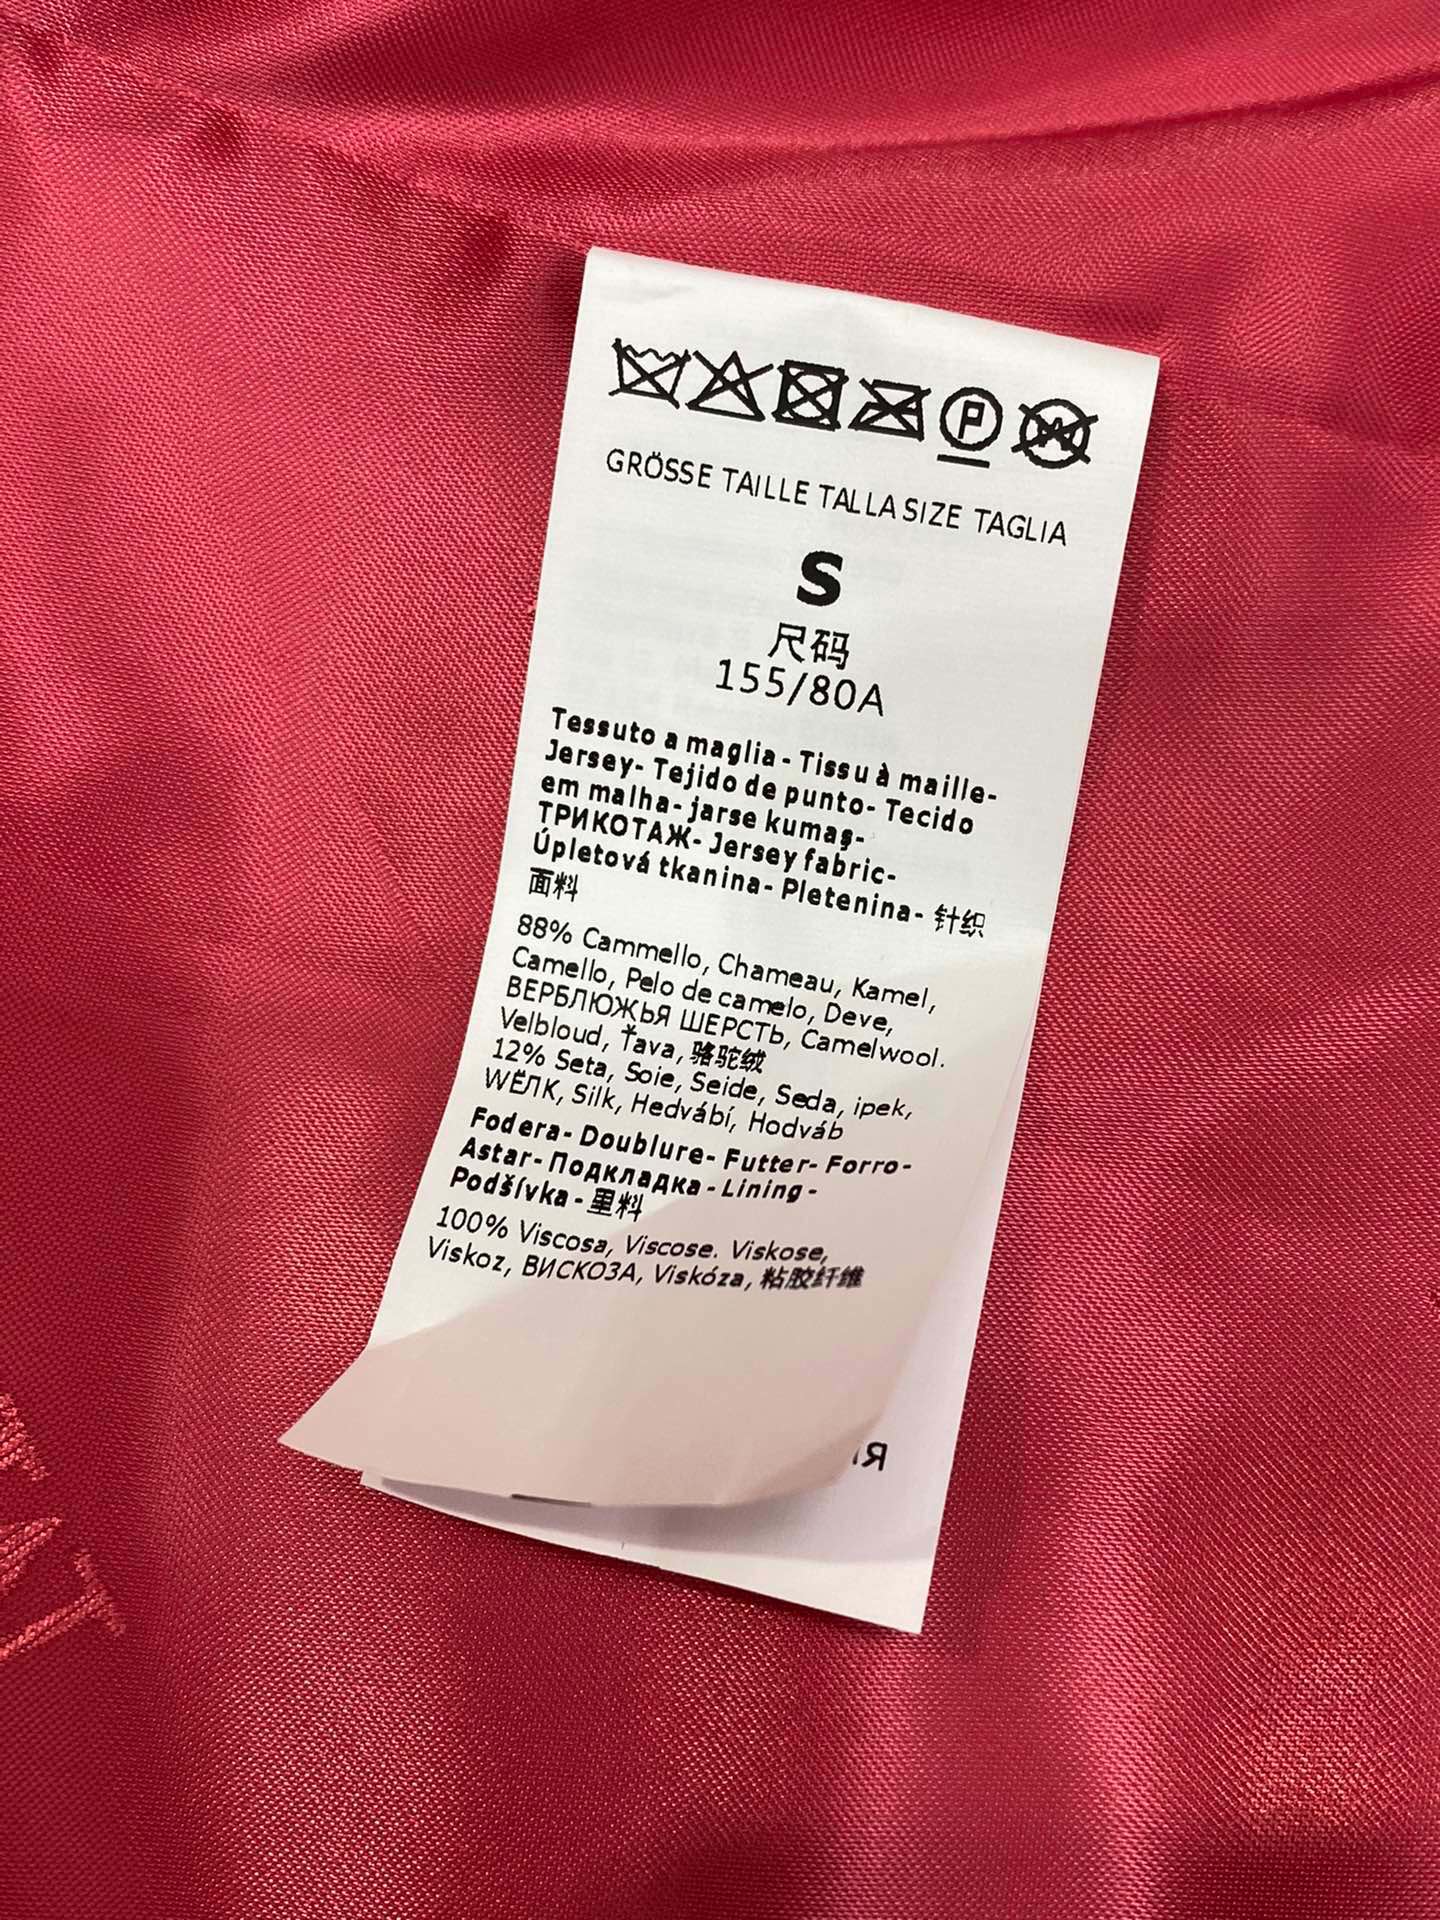 P
W
GRÖSSE TAILLE TALLA SIZE TAGLIA
S
尺码
155/80A
Tessuto a maglia- Tissu à maille-
Jersey- Tejido de punto- Tecido
em malha- jarse kumaş-
ТРИКОТАЖ- Jersey fabric-
Úpletová tkanina- Pletenina- 针织
面料
88% Cammello, Chameau, Kamel,
Camello, Pelo de camelo, Deve,
ВЕРБЛЮЖЬЯ ШЕРСТЬ, Camelwool.
Velbloud, Ťava, 骆驼绒
12% Seta, Soie, Seide, Seda, ipek,
WЁЛК, Silk, Hedvábí, Hodváb
Fodera- Doublure- Futter- Forro-
Astar- Подкладка - Lining -
Podšívka - 里料
100% Viscosa, Viscose. Viskose,
Viskoz, ВИСКОЗА, Viskóza, 粘胶纤维